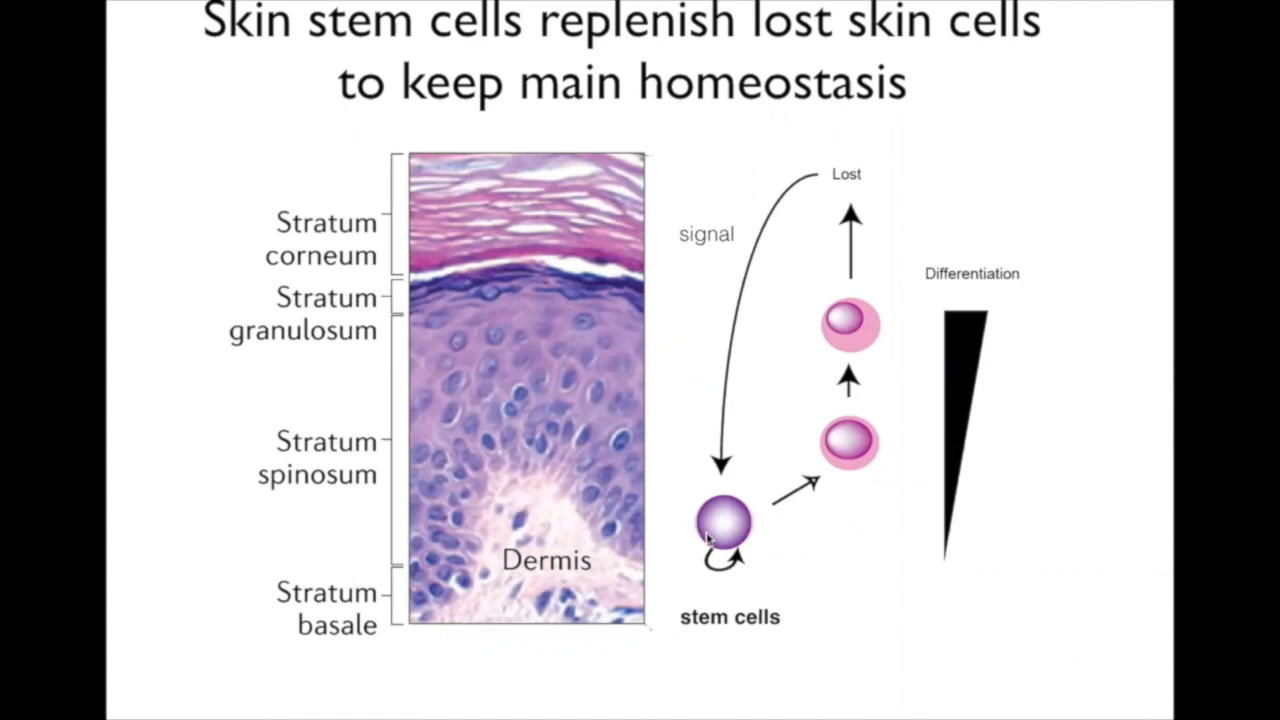 Skin stem cells replenish lost skin cells
to keep main homeostasis
Stratum
corneum
Stratum
granulosum
Stratum
spinosum
Stratum
basale
Dermis
signal
Lost
Differentiation
stem cells